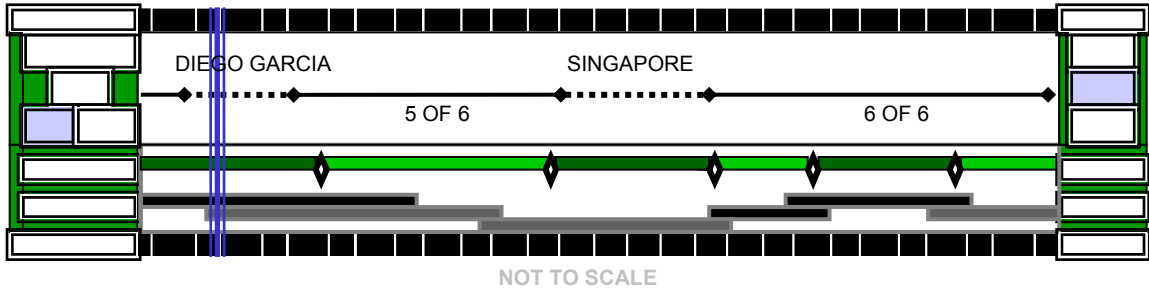 DIEGO GARCIA
SINGAPORE
5 OF 6
6 OF 6
NOT TO SCALE